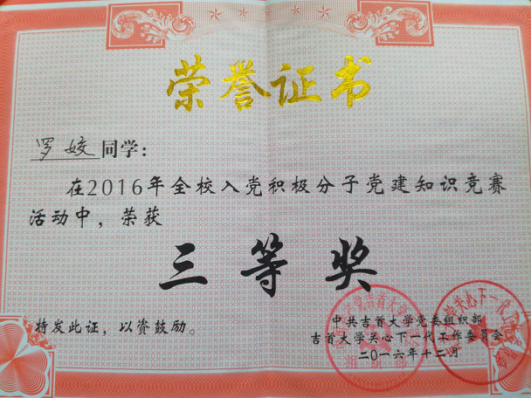 荣誉证书
罗姣同学：
在2016年全校入党积极分子党建知识竞赛
活动中，荣获
三等奖
特发此证，以资鼓励。
中共吉首大学党委组织部
吉首大学关心下一代工作委员会
二〇一六年十二月